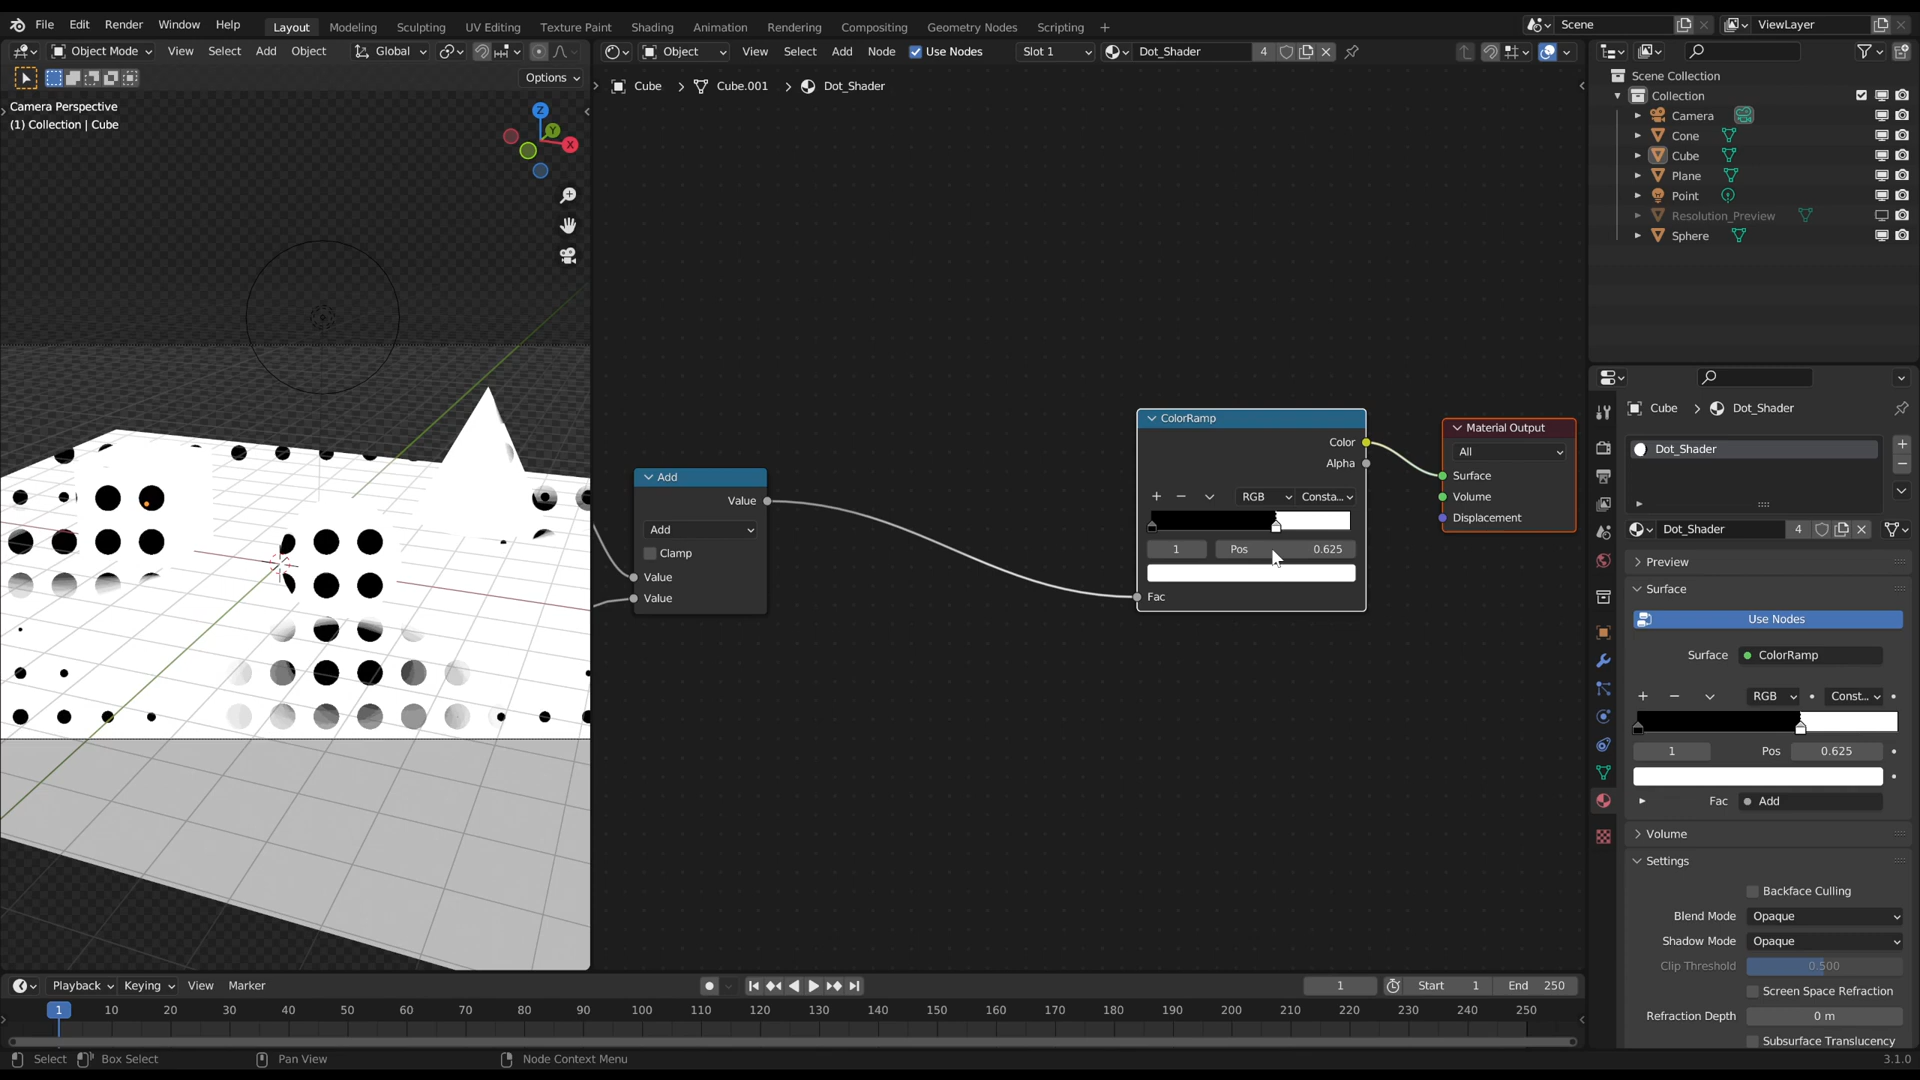 File Edit Render Window Help Layout Modeling Sculpting UV Editing Texture Paint Shading Animation Rendering Compositing Geometry Nodes Scripting + Scene ViewLayer
Object Mode View Select Add Object Global Object View Select Add Node Use Nodes Slot 1 Dot_Shader 4
Options
Camera Perspective
(1) Collection | Cube
Z
Y
X
Cube > Cube.001 > Dot_Shader
Add
Value
Add
Clamp
Value
Value
ColorRamp
Color
Alpha
RGB Consta...
1 Pos 0.625
Fac
Material Output
All
Surface
Volume
Displacement
Scene Collection
Collection
Camera
Cone
Cube
Plane
Point
Resolution_Preview
Sphere
Cube > Dot_Shader
Dot_Shader
Dot_Shader 4
Preview
Surface
Use Nodes
Surface ColorRamp
RGB Const...
1 Pos 0.625
Fac Add
Volume
Settings
Backface Culling
Blend Mode Opaque
Shadow Mode Opaque
Clip Threshold 0.500
Screen Space Refraction
Refraction Depth 0 m
Subsurface Translucency
Playback Keying View Marker 1 Start 1 End 250
1 10 20 30 40 50 60 70 80 90 100 110 120 130 140 150 160 170 180 190 200 210 220 230 240 250
Select Box Select Pan View Node Context Menu 3.1.0